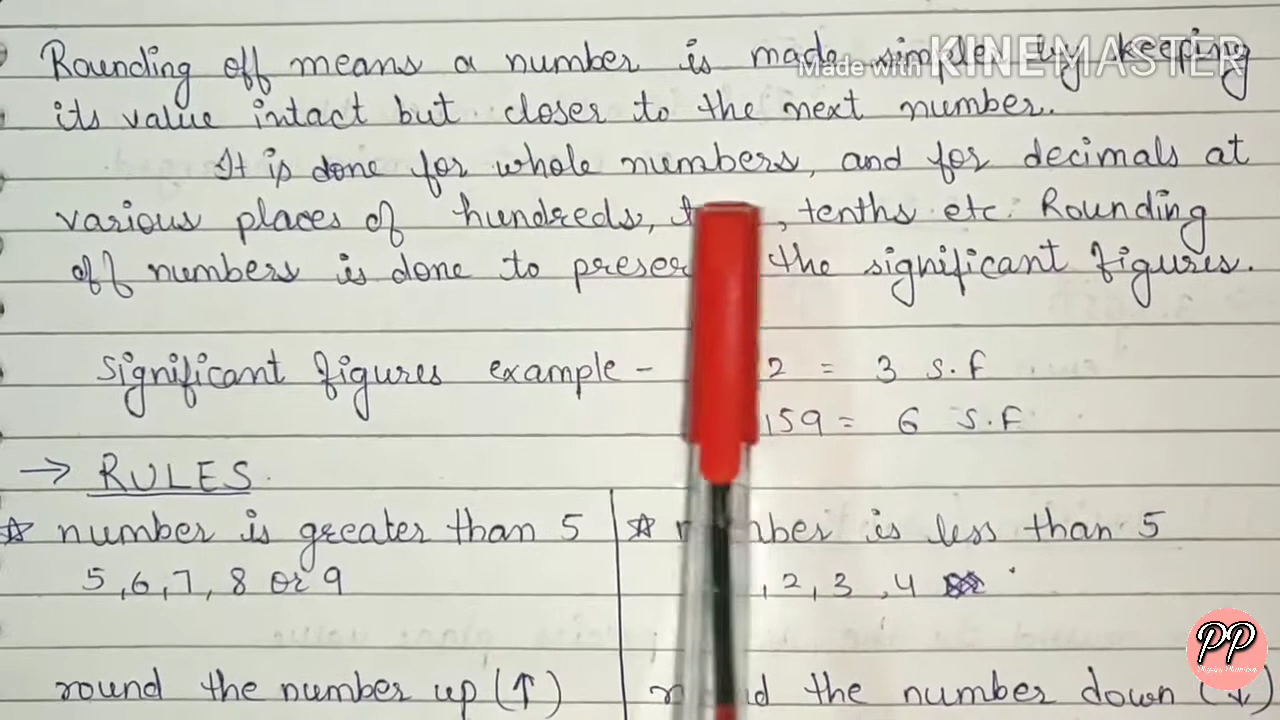 Rounding off means a number is made simpler by keeping
Made with KINEMASTER
its value intact but closer to the next number.
It is done for whole numbers, and for decimals at
various places of hundreds, , tenths etc. Rounding
off numbers is done to the significant figures.
Significant figures example - 2 = 3 S.F
159 = 6 S.F
→ RULES.
☆ number is greater than 5
5, 6, 7, 8 or 9
round the number up (↑)
☆ is less than 5
, 2, 3, 4
the number down (↓)
PP